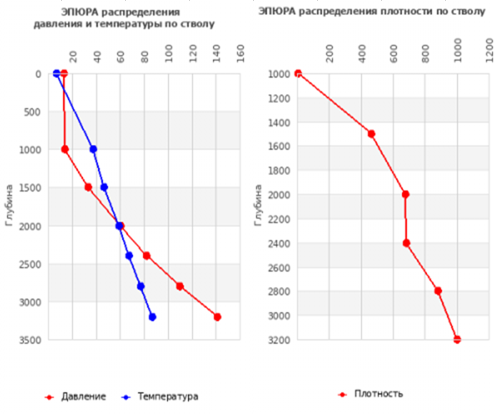 ЭПЮРА распределения
давления и температуры по стволу
20 40 60 80 100 120 140 160
0
500
1000
1500
2000
2500
3000
3500
Глубина
Давление Температура
ЭПЮРА распределения плотности по стволу
0 200 400 600 800 1000 1200
1000
1200
1400
1600
1800
2000
2200
2400
2600
2800
3000
3200
Глубина
Плотность